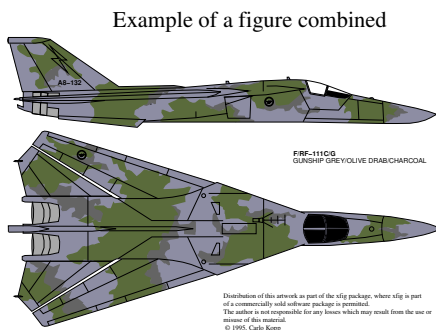 Example of a figure combined
A8-132
F/RF-111C/G
GUNSHIP GREY/OLIVE DRAB/CHARCOAL
Distribution of this artwork as part of the xfig package, where xfig is part
of a commercially sold software package is permitted.
The author is not responsible for any losses which may result from the use or
misuse of this material.
© 1995, Carlo Kopp